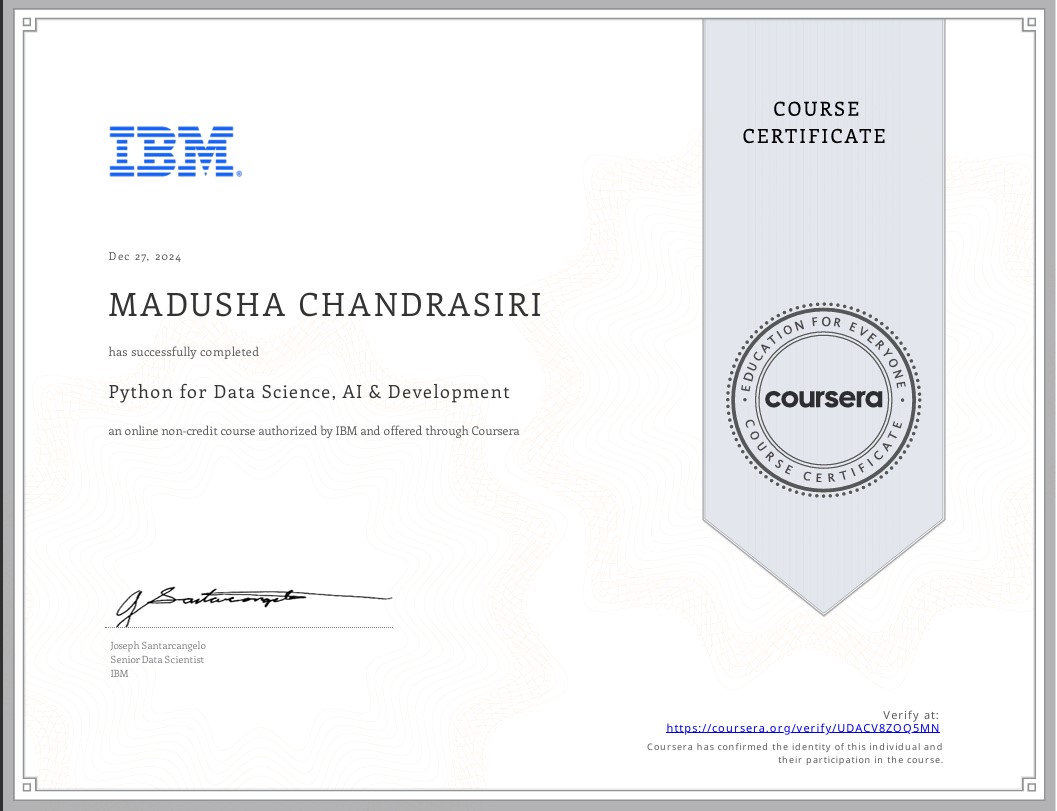 COURSE
CERTIFICATE
IBM®
Dec 27, 2024
MADUSHA CHANDRASIRI
has successfully completed
Python for Data Science, AI & Development
an online non-credit course authorized by IBM and offered through Coursera
EDUCATION FOR EVERYONE
coursera
COURSE CERTIFICATE
J Santarcangelo
Joseph Santarcangelo
Senior Data Scientist
IBM
Verify at:
https://coursera.org/verify/UDACV8ZOQ5MN
Coursera has confirmed the identity of this individual and
their participation in the course.